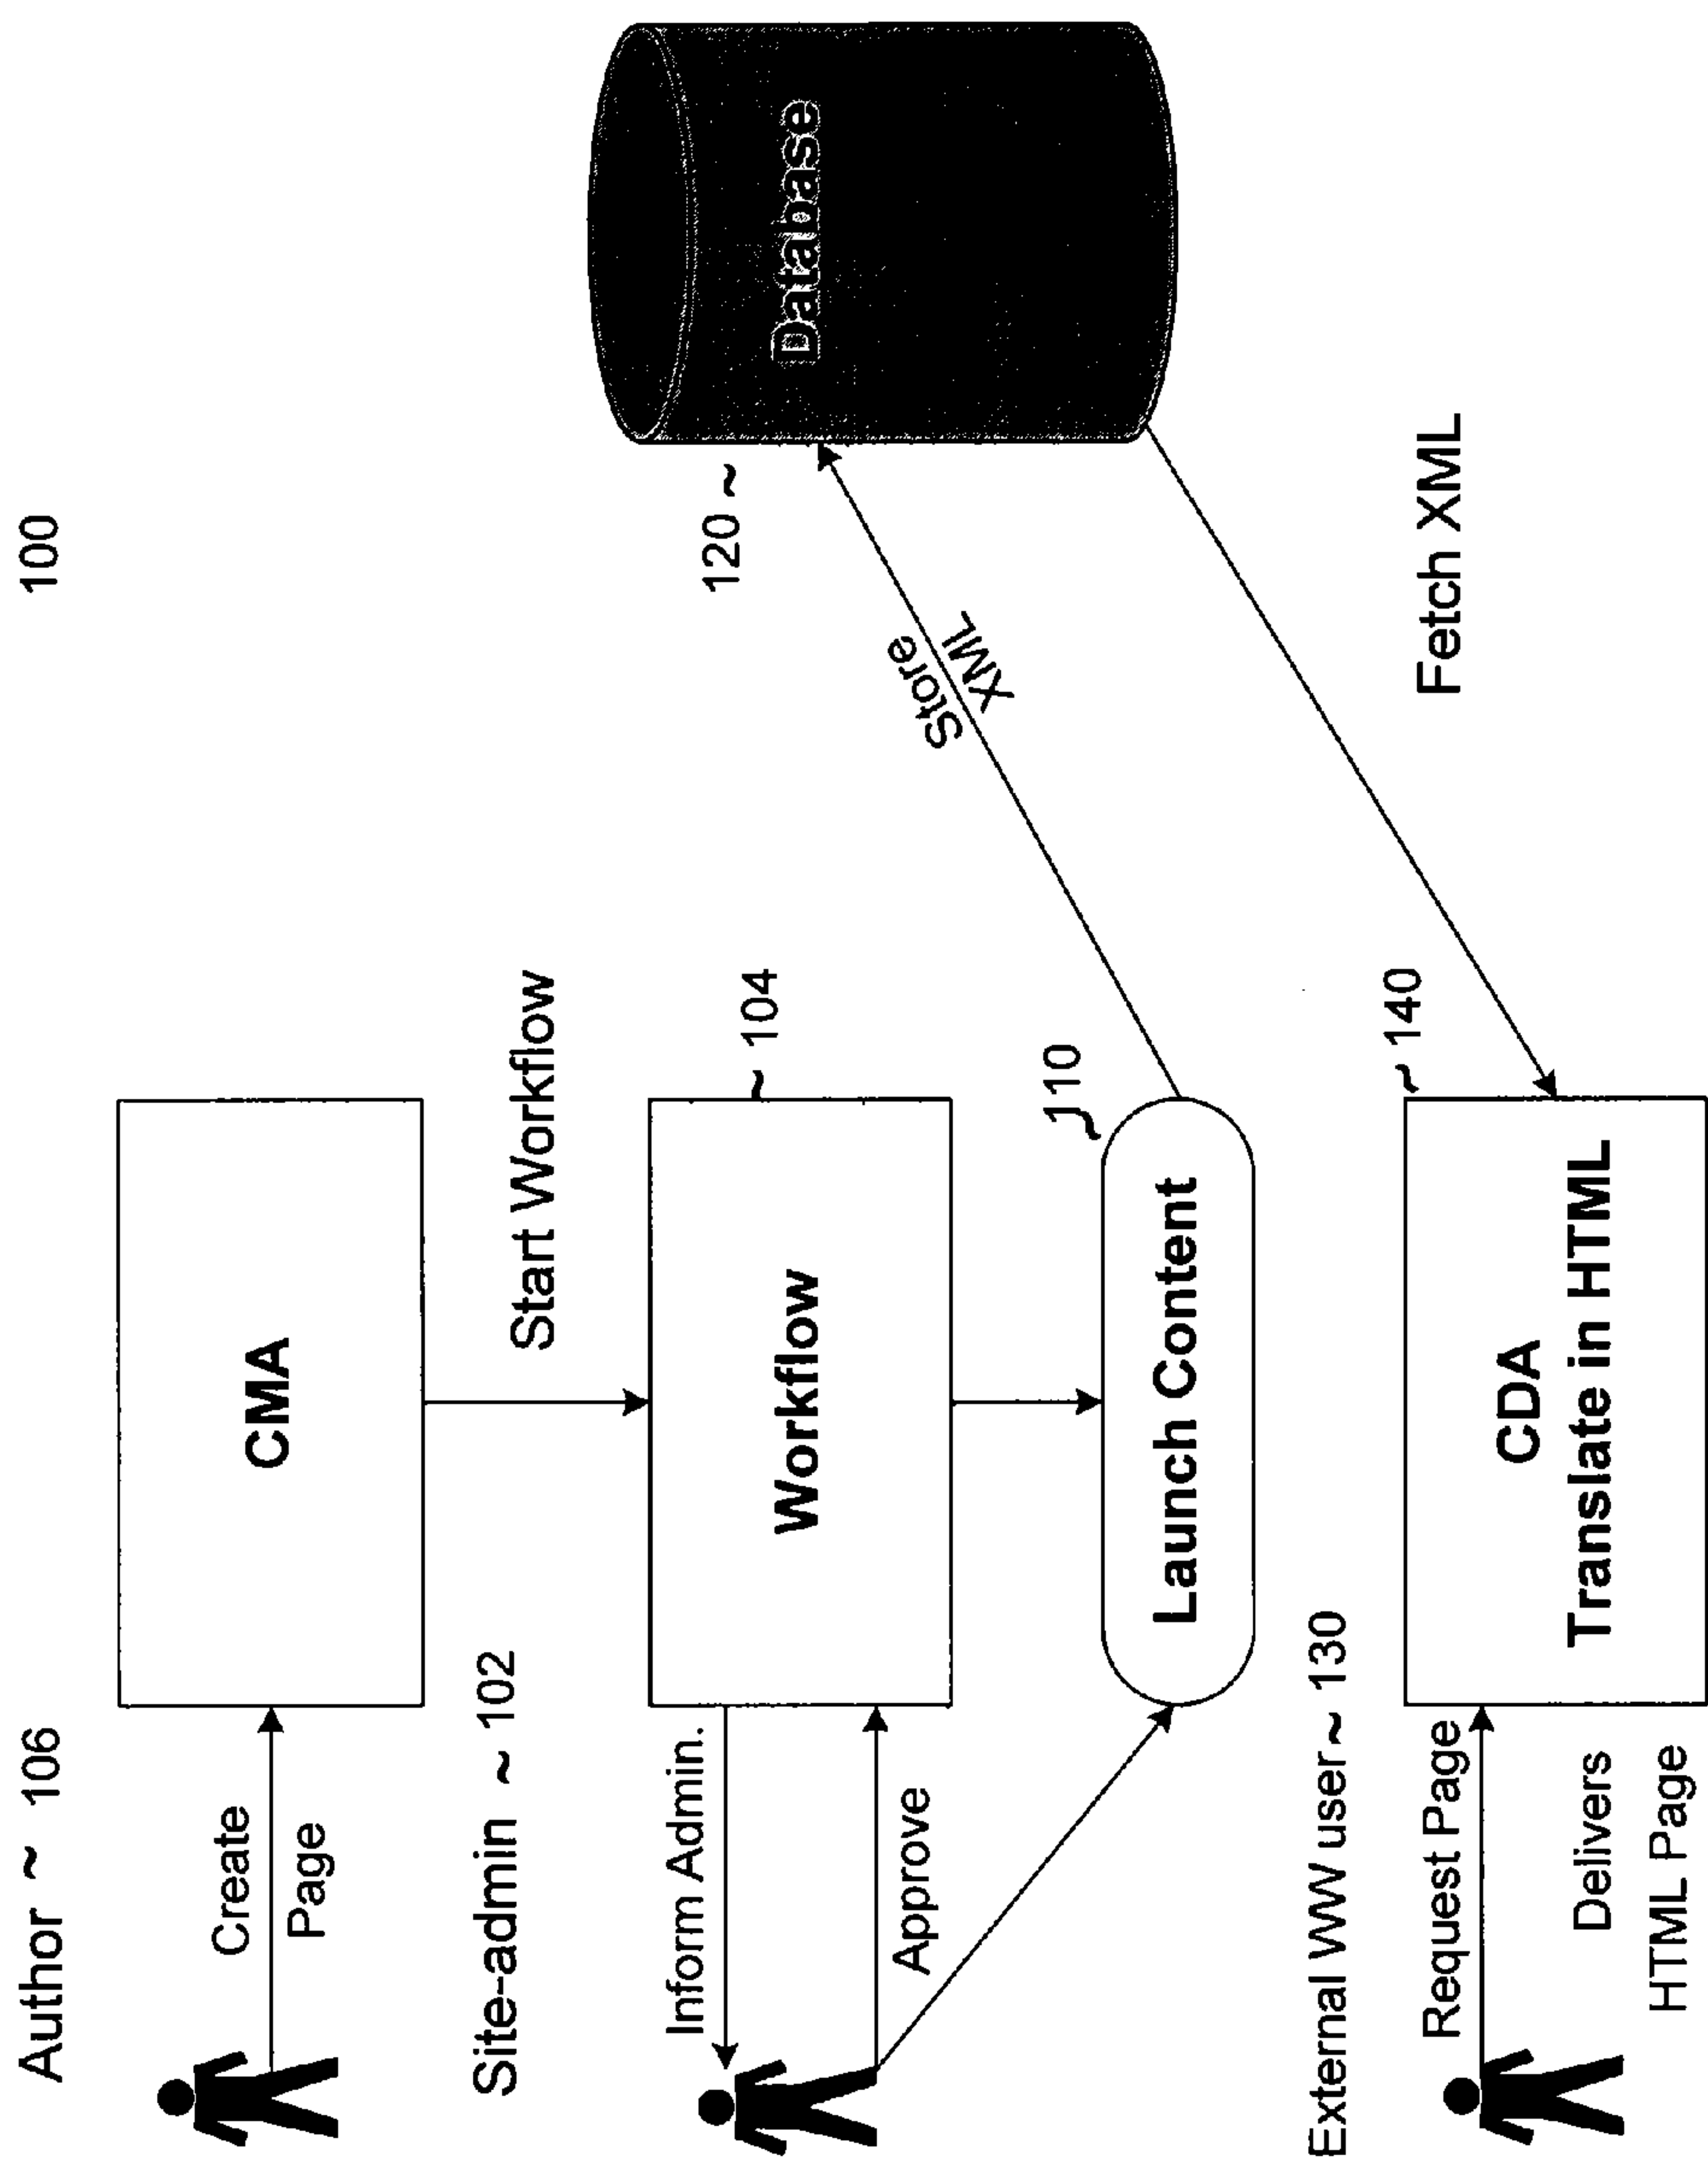 100
Author ~ 106
Create
Page
CMA
Site-admin ~ 102
Start Workflow
Inform Admin.
Workflow
~ 104
Approve
120 ~
Database
Store
XML
110
Launch Content
External WW user ~ 130
Request Page
Delivers
HTML Page
CDA
Translate in HTML
~ 140
Fetch XML